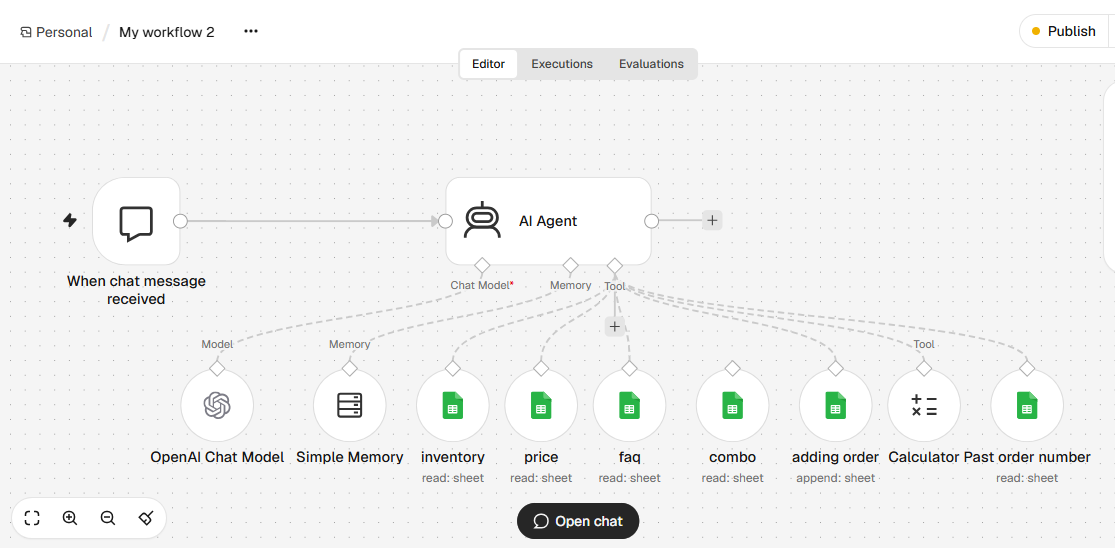 Personal / My workflow 2 ...
Publish
Editor Executions Evaluations
AI Agent
When chat message
received
Chat Model* Memory Tool
Model Memory Tool
OpenAI Chat Model Simple Memory inventory price faq combo adding order Calculator Past order number
read: sheet read: sheet read: sheet read: sheet append: sheet read: sheet
Open chat